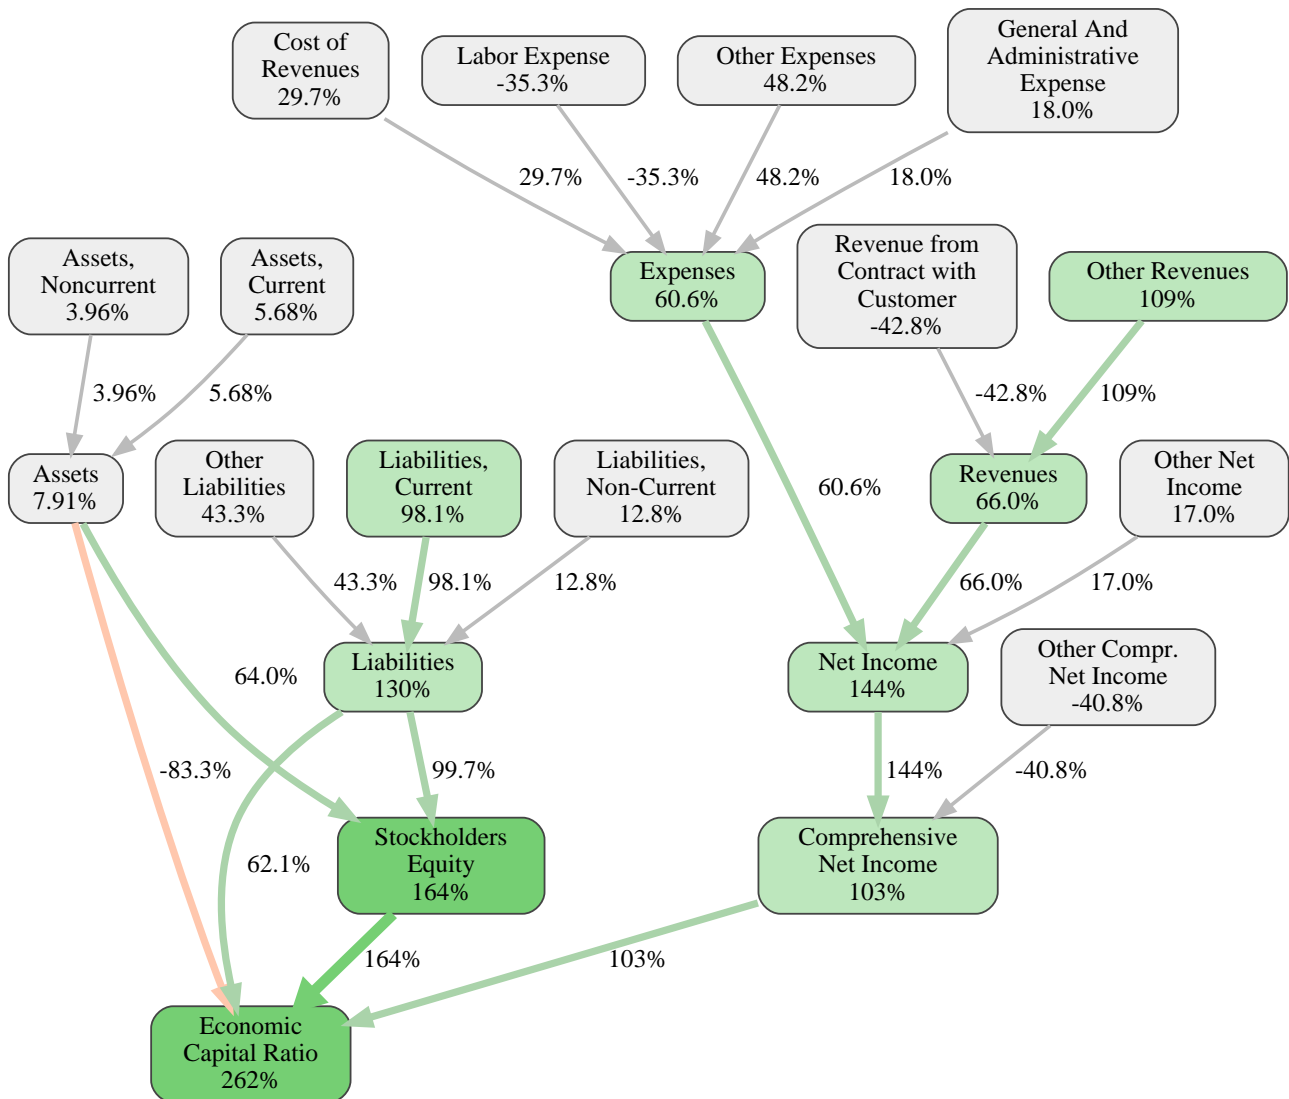 Cost of
Revenues
29.7%
Labor Expense
-35.3%
Other Expenses
48.2%
General And
Administrative
Expense
18.0%
29.7%
-35.3%
48.2%
18.0%
Assets,
Noncurrent
3.96%
Assets,
Current
5.68%
Expenses
60.6%
Revenue from
Contract with
Customer
-42.8%
Other Revenues
109%
3.96%
5.68%
-42.8%
109%
Assets
7.91%
Other
Liabilities
43.3%
Liabilities,
Current
98.1%
Liabilities,
Non-Current
12.8%
60.6%
Revenues
66.0%
Other Net
Income
17.0%
43.3%
98.1%
12.8%
66.0%
17.0%
64.0%
Liabilities
130%
Net Income
144%
Other Compr.
Net Income
-40.8%
-83.3%
99.7%
144%
-40.8%
62.1%
Stockholders
Equity
164%
Comprehensive
Net Income
103%
164%
103%
Economic
Capital Ratio
262%